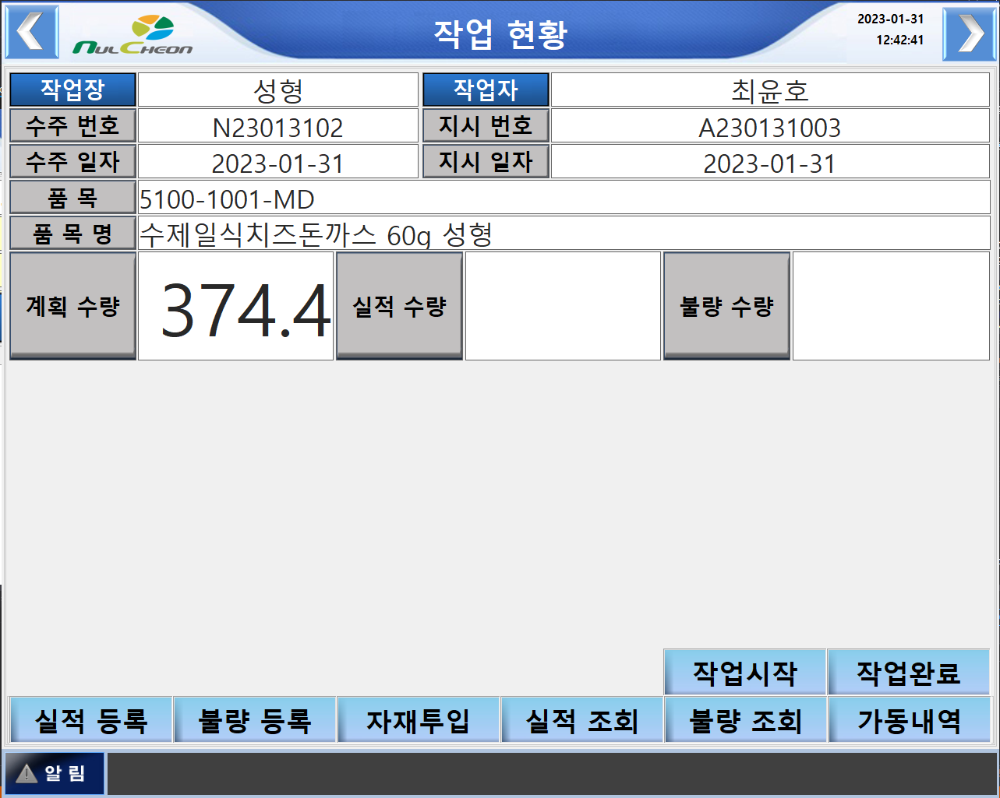 NULCHEON
작업 현황
2023-01-31
12:42:41
작업장 성형 작업자 최윤호
수주 번호 N23013102 지시 번호 A230131003
수주 일자 2023-01-31 지시 일자 2023-01-31
품 목 5100-1001-MD
품 목 명 수제일식치즈돈까스 60g 성형
계획 수량 374.4 실적 수량 불량 수량
작업시작 작업완료
실적 등록 불량 등록 자재투입 실적 조회 불량 조회 가동내역
알 림